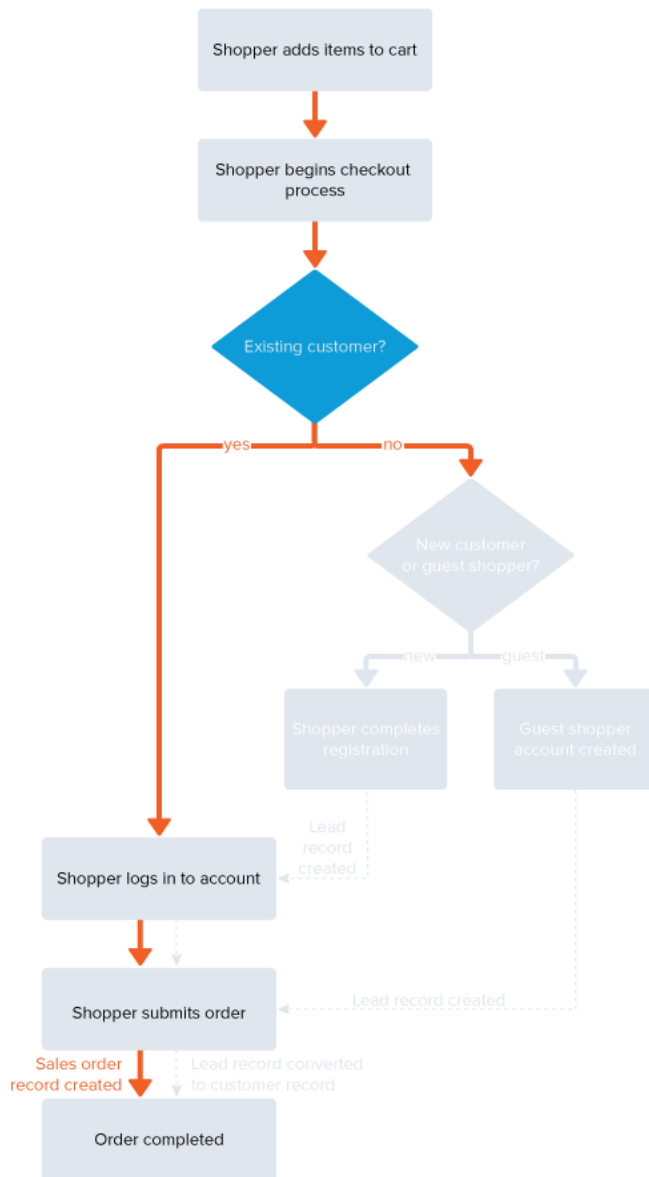 Shopper adds items to cart
Shopper begins checkout
process
Existing customer?
yes
no
New customer
or guest shopper?
new
guest
Shopper completes
registration
Guest shopper
account created
Lead
record
created
Shopper logs in to account
Lead record created
Shopper submits order
Sales order
record created
Lead record converted
to customer record
Order completed